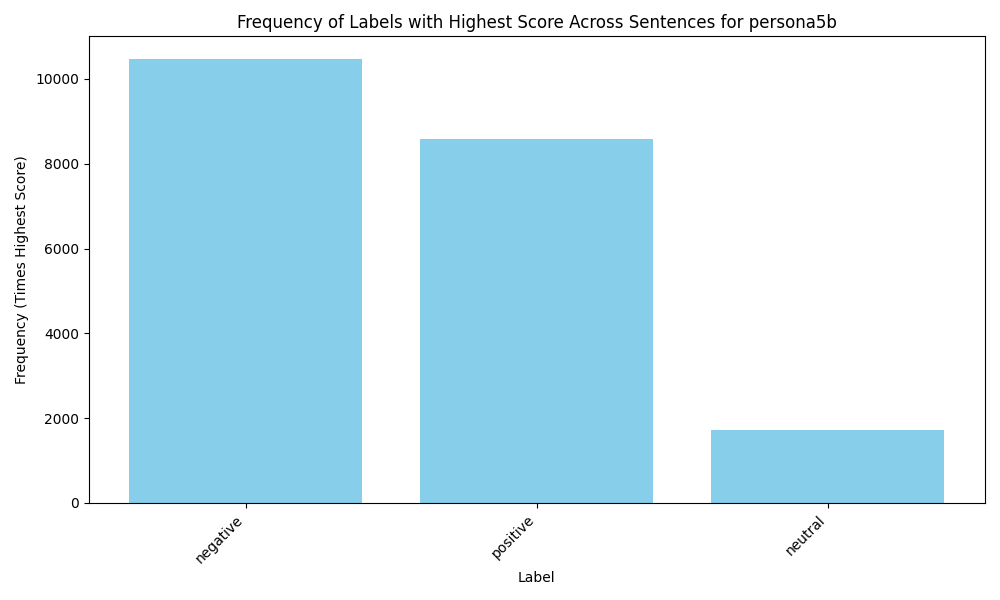 Frequency of Labels with Highest Score Across Sentences for persona5b
Frequency (Times Highest Score)
10000
8000
6000
4000
2000
0
negative
positive
neutral
Label